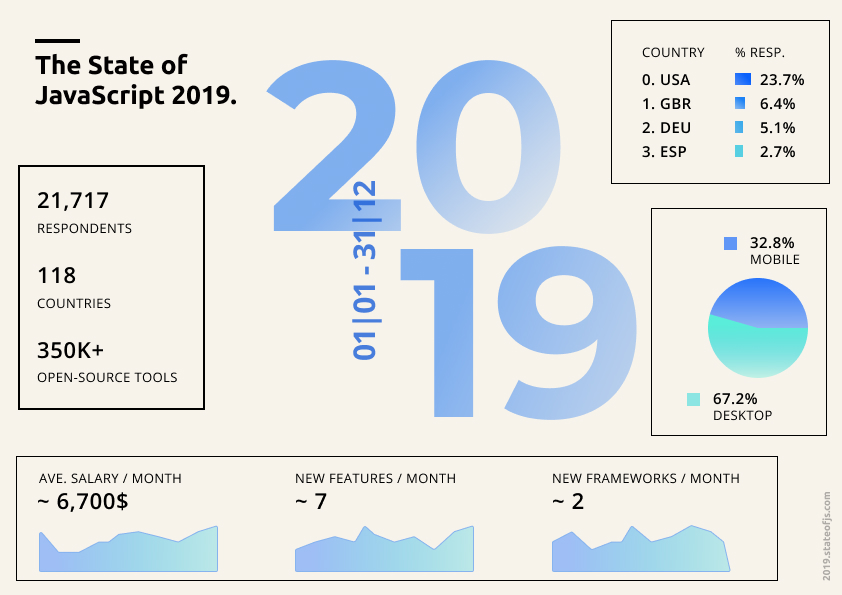 The State of
JavaScript 2019.
20
19
01|01 - 31|12
COUNTRY % RESP.
0. USA 23.7%
1. GBR 6.4%
2. DEU 5.1%
3. ESP 2.7%
21,717
RESPONDENTS
118
COUNTRIES
350K+
OPEN-SOURCE TOOLS
32.8%
MOBILE
67.2%
DESKTOP
AVE. SALARY / MONTH
~ 6,700$
NEW FEATURES / MONTH
~ 7
NEW FRAMEWORKS / MONTH
~ 2
2019.stateofjs.com